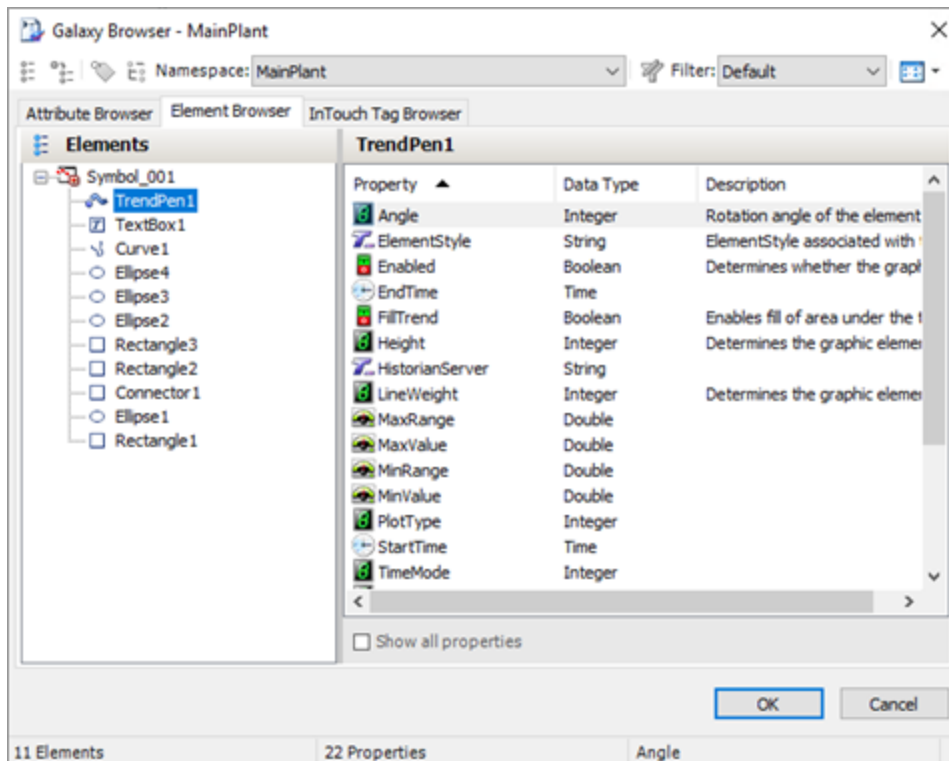 Galaxy Browser - MainPlant
Namespace: MainPlant Filter: Default
Attribute Browser Element Browser InTouch Tag Browser
Elements
Symbol_001
TrendPen1
TextBox1
Curve1
Ellipse4
Ellipse3
Ellipse2
Rectangle3
Rectangle2
Connector1
Ellipse1
Rectangle1
TrendPen1
Property Data Type Description
Angle Integer Rotation angle of the element
ElementStyle String ElementStyle associated with
Enabled Boolean Determines whether the graph
EndTime Time
FillTrend Boolean Enables fill of area under the t
Height Integer Determines the graphic elemen
HistorianServer String
LineWeight Integer Determines the graphic elemen
MaxRange Double
MaxValue Double
MinRange Double
MinValue Double
PlotType Integer
StartTime Time
TimeMode Integer
Show all properties
OK Cancel
11 Elements 22 Properties Angle